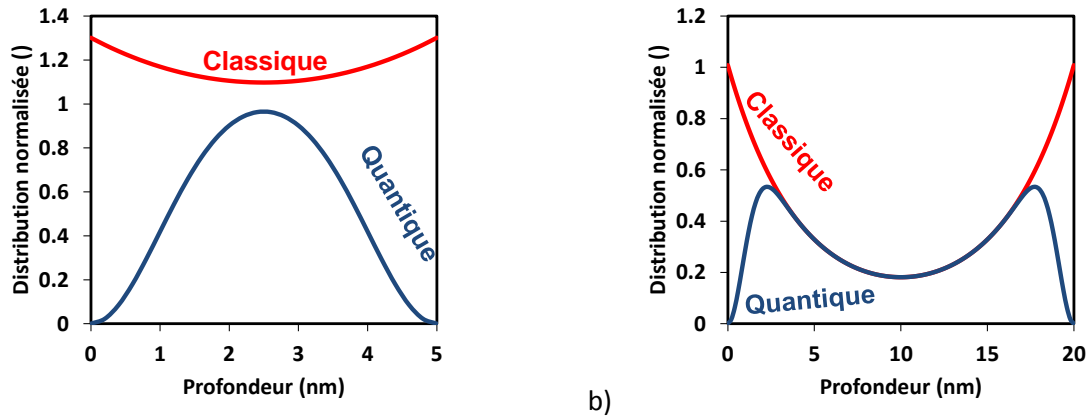 Distribution normalisée ()
1.4
1.2
1
0.8
0.6
0.4
0.2
0
Classique
Quantique
0 1 2 3 4 5
Profondeur (nm)
b)
Distribution normalisée ()
1.2
1
0.8
0.6
0.4
0.2
0
Classique
Quantique
0 5 10 15 20
Profondeur (nm)